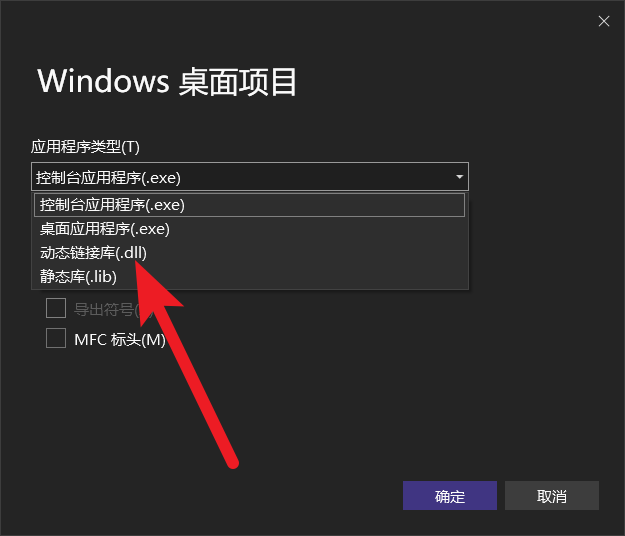 Windows 桌面项目
应用程序类型(T)
控制台应用程序(.exe)
控制台应用程序(.exe)
桌面应用程序(.exe)
动态链接库(.dll)
静态库(.lib)
导出符号(
MFC 标头(M)
确定
取消